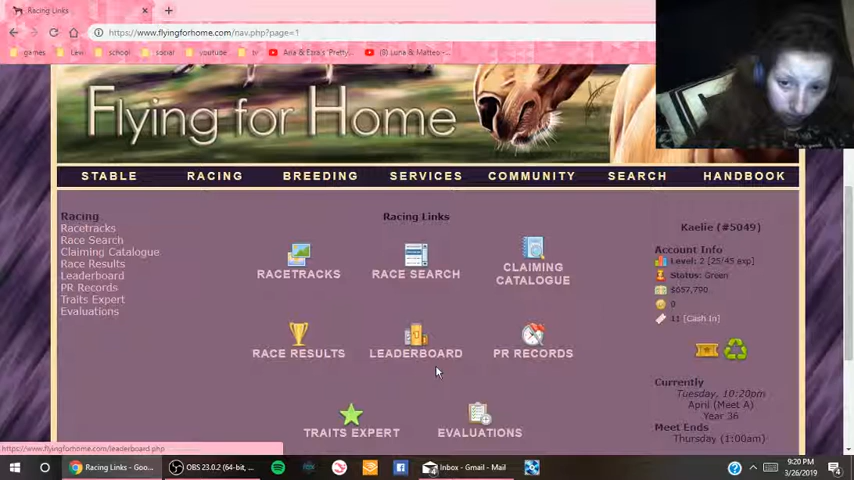 Racing Links
https://www.flyingforhome.com/nav.php?page=1
games
school
social
youtube
tv
Aria & Ezra's 'Pretty...
(8) Luna & Matteo -...
Flying for Home
STABLE RACING BREEDING SERVICES COMMUNITY SEARCH HANDBOOK
Racing
Racetracks
Race Search
Claiming Catalogue
Race Results
Leaderboard
PR Records
Traits Expert
Evaluations
Racing Links
RACETRACKS
RACE SEARCH
CLAIMING
CATALOGUE
RACE RESULTS
LEADERBOARD
PR RECORDS
TRAITS EXPERT
EVALUATIONS
Kaelie (#5049)
Account Info
Level: 2 [25/45 exp]
Status: Green
$657,790
0
11 [Cash In]
Currently
Tuesday, 10:20pm
April (Meet A)
Year 36
Meet Ends
Thursday (1:00am)
https://www.flyingforhome.com/leaderboard.php
Racing Links - Goo...
OBS 23.0.2 (64-bit, ...
Inbox - Gmail - Mail
9:20 PM
3/26/2019